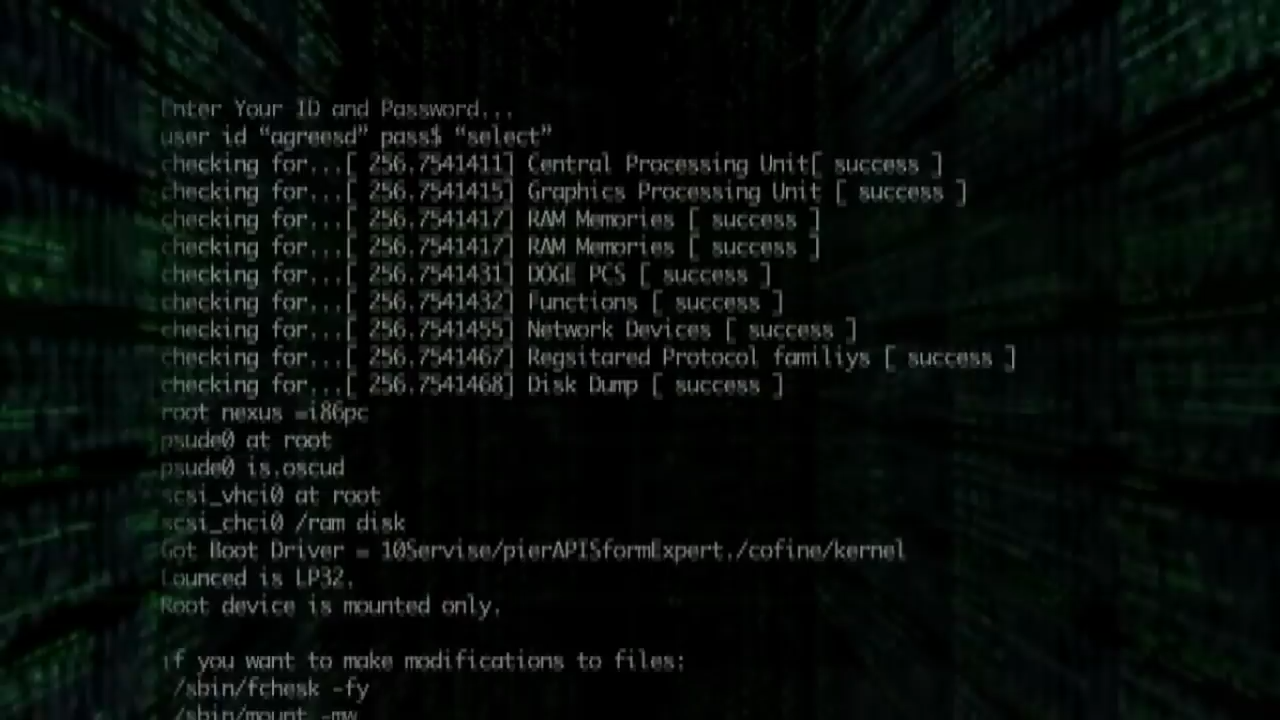 Enter Your ID and Password...
user id “agreesd” pass$ “select”
checking for...[ 256.7541411] Central Processing Unit[ success ]
checking for...[ 256.7541415] Graphics Processing Unit [ success ]
checking for...[ 256.7541417] RAM Memories [ success ]
checking for...[ 256.7541417] RAM Memories [ success ]
checking for...[ 256.7541431] DOGE PCS [ success ]
checking for...[ 256.7541432] Functions [ success ]
checking for...[ 256.7541455] Network Devices [ success ]
checking for...[ 256.7541467] Regsitared Protocol familiys [ success ]
checking for...[ 256.7541468] Disk Dump [ success ]
root nexus =i86pc
psude0 at root
psude0 is.oscud
scsi_vhci0 at root
scsi_chci0 /ram disk
Got Boot Driver = 10Servise/pierAPISformExpert./cofine/kernel
Lounced is LP32.
Root device is mounted only.
if you want to make modifications to files:
/sbin/fchesk -fy
/sbin/mount -mw